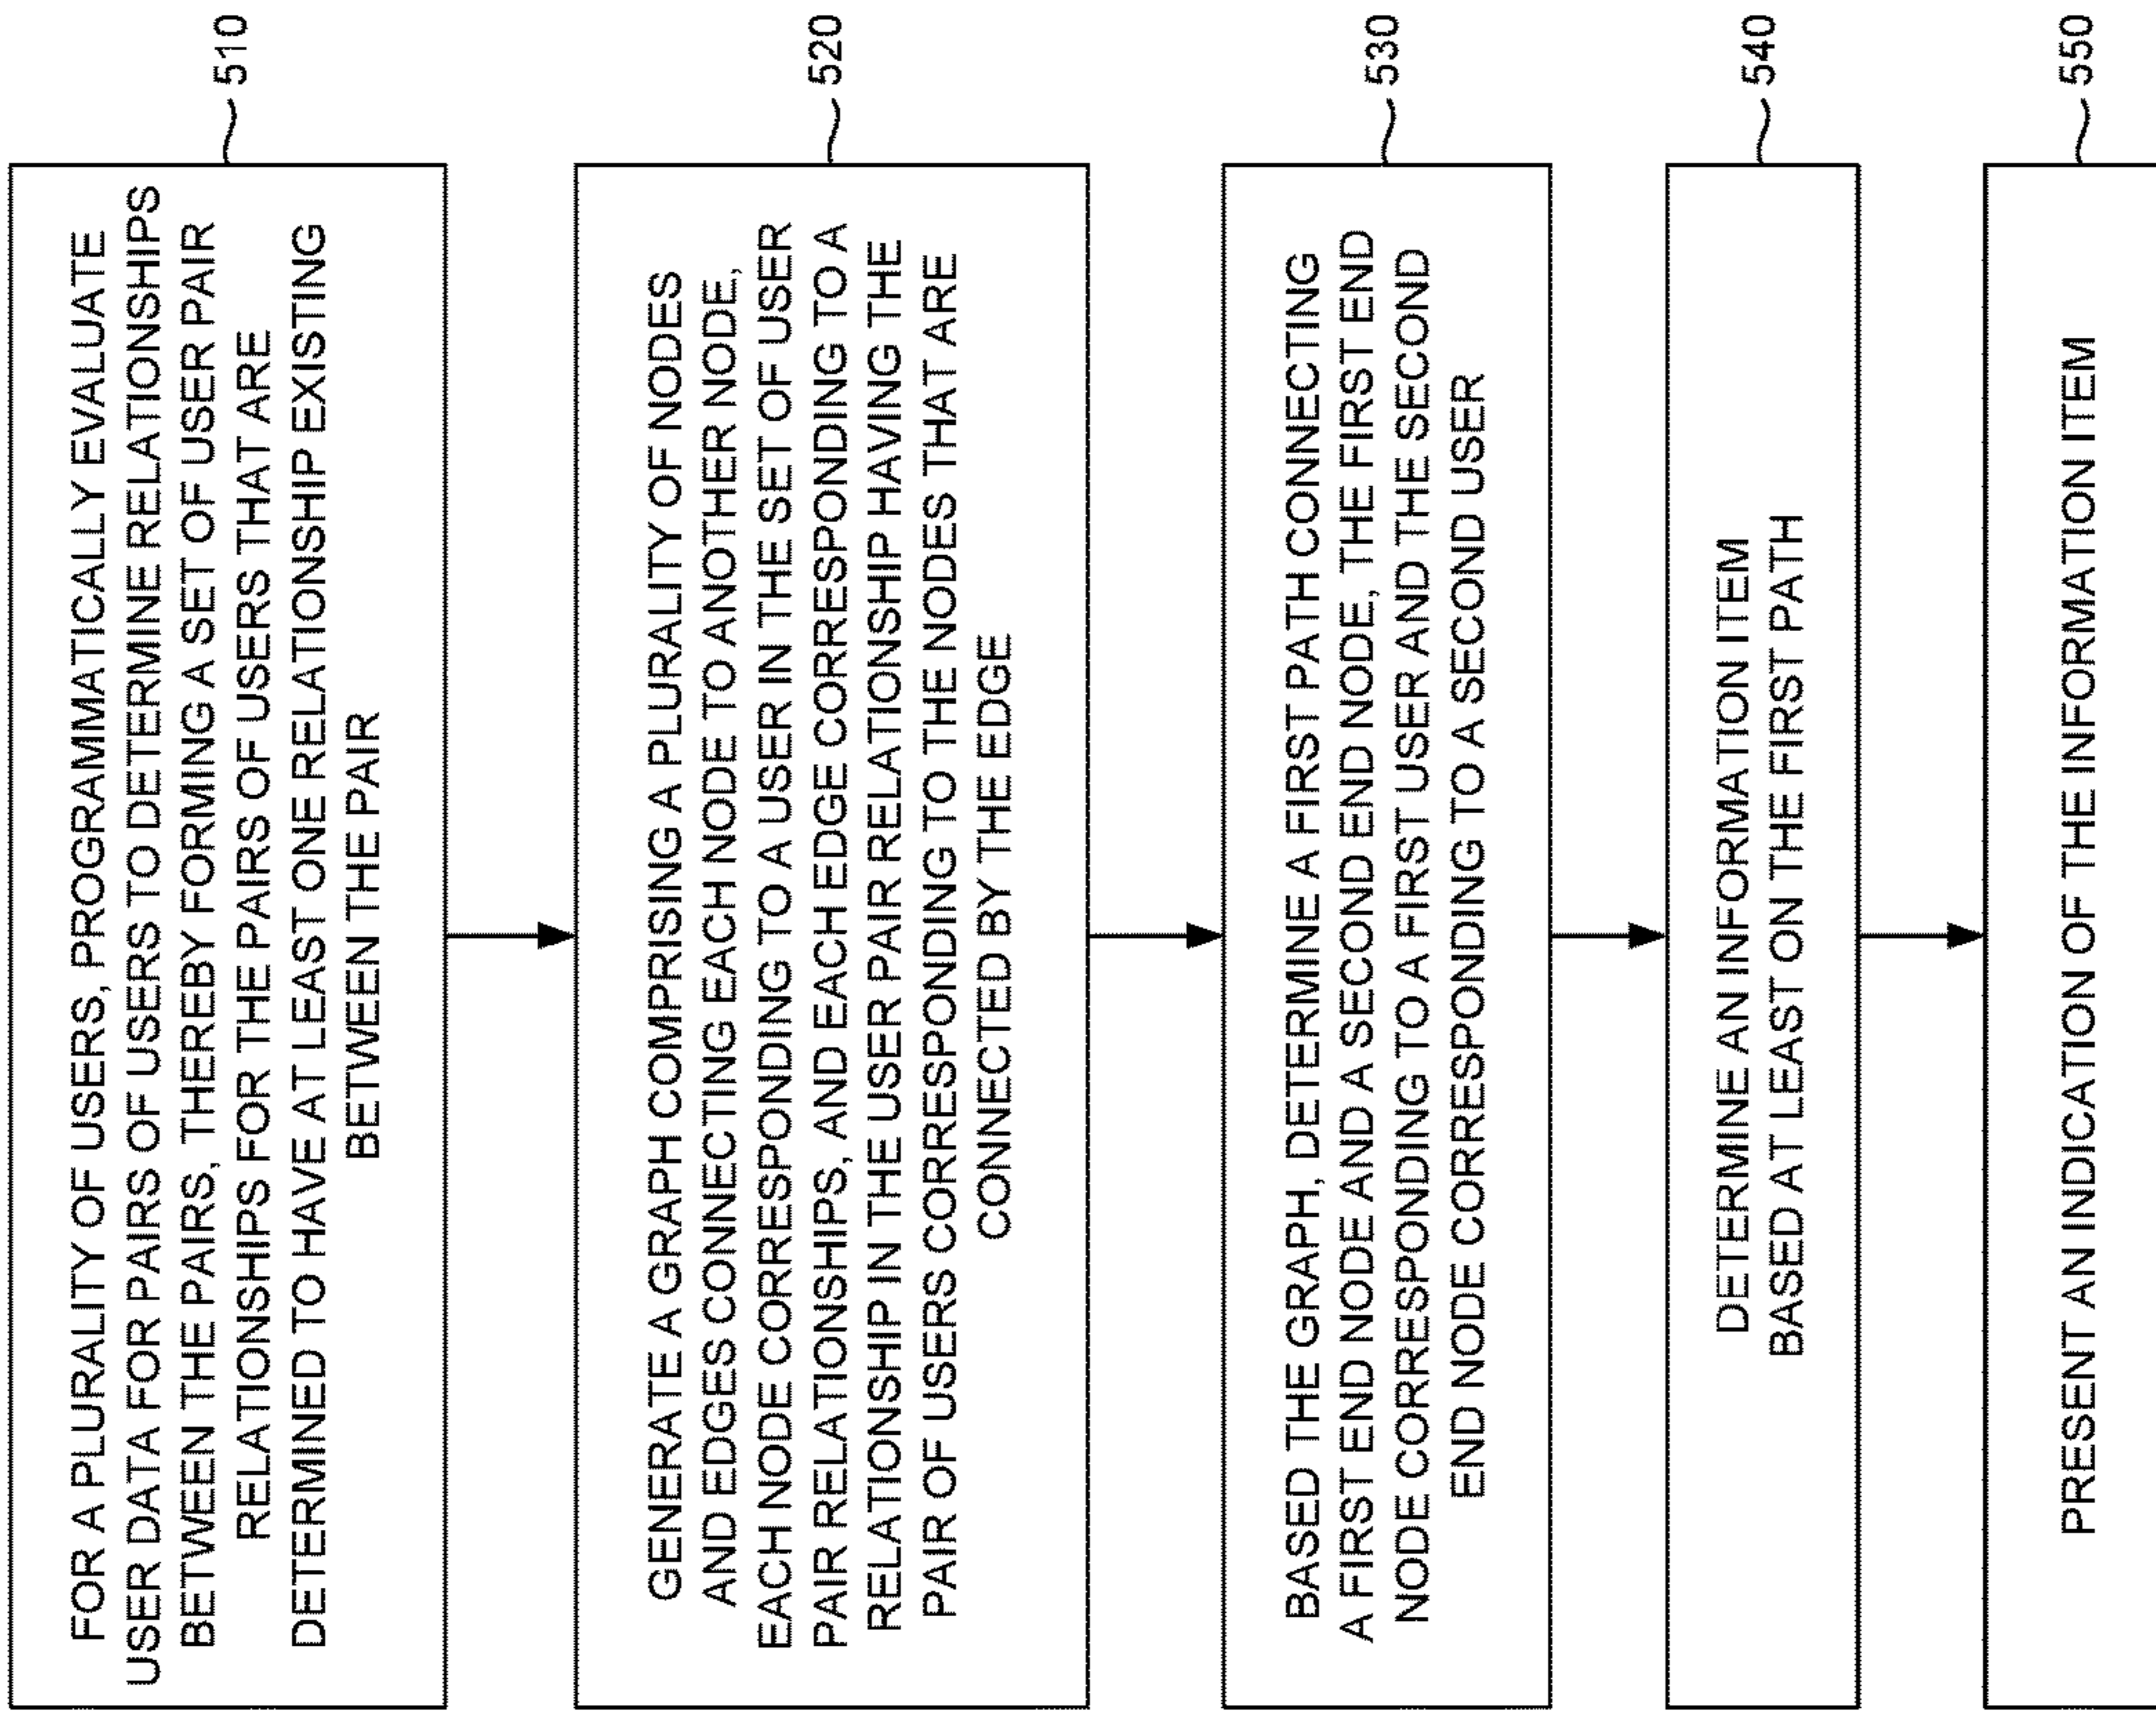 FOR A PLURALITY OF USERS, PROGRAMMATICALLY EVALUATE
USER DATA FOR PAIRS OF USERS TO DETERMINE RELATIONSHIPS
BETWEEN THE PAIRS, THEREBY FORMING A SET OF USER PAIR
RELATIONSHIPS FOR THE PAIRS OF USERS THAT ARE
DETERMINED TO HAVE AT LEAST ONE RELATIONSHIP EXISTING
BETWEEN THE PAIR
510
GENERATE A GRAPH COMPRISING A PLURALITY OF NODES
AND EDGES CONNECTING EACH NODE TO ANOTHER NODE,
EACH NODE CORRESPONDING TO A USER IN THE SET OF USER
PAIR RELATIONSHIPS, AND EACH EDGE CORRESPONDING TO A
RELATIONSHIP IN THE USER PAIR RELATIONSHIP HAVING THE
PAIR OF USERS CORRESPONDING TO THE NODES THAT ARE
CONNECTED BY THE EDGE
520
BASED THE GRAPH, DETERMINE A FIRST PATH CONNECTING
A FIRST END NODE AND A SECOND END NODE, THE FIRST END
NODE CORRESPONDING TO A FIRST USER AND THE SECOND
END NODE CORRESPONDING TO A SECOND USER
530
DETERMINE AN INFORMATION ITEM
BASED AT LEAST ON THE FIRST PATH
540
PRESENT AN INDICATION OF THE INFORMATION ITEM
550